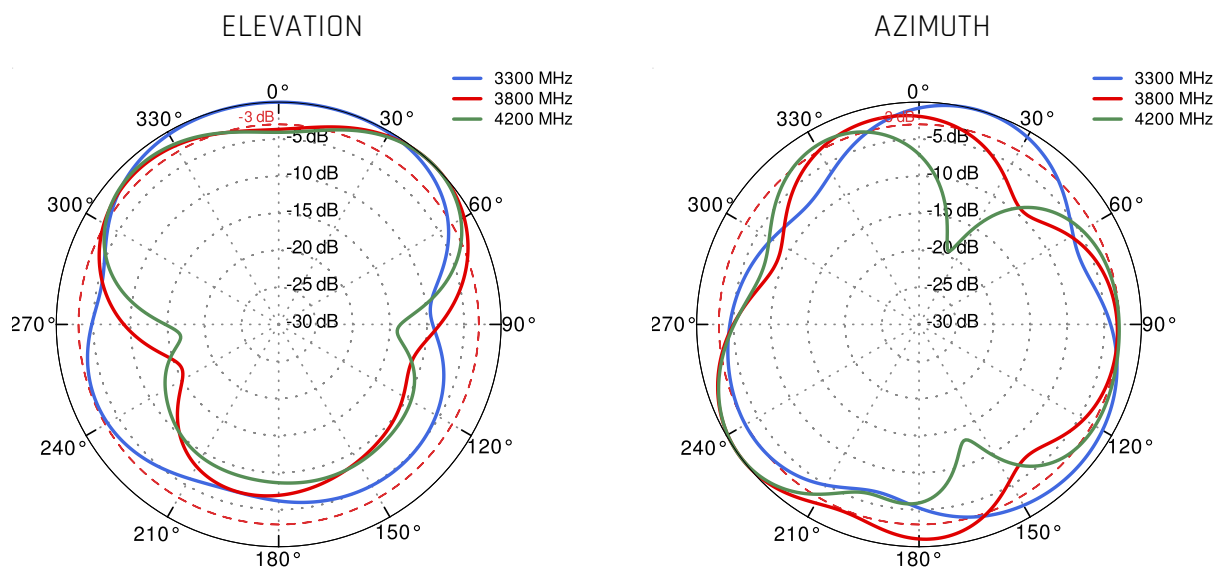 ELEVATION
3300 MHz
3800 MHz
4200 MHz
0°
330°
30°
-3 dB
-5 dB
-10 dB
300°
60°
-15 dB
-20 dB
-25 dB
270°
-30 dB
90°
240°
120°
210°
150°
180°
AZIMUTH
3300 MHz
3800 MHz
4200 MHz
0°
330°
30°
-3 dB
-5 dB
-10 dB
300°
60°
-15 dB
-20 dB
-25 dB
270°
-30 dB
90°
240°
120°
210°
150°
180°